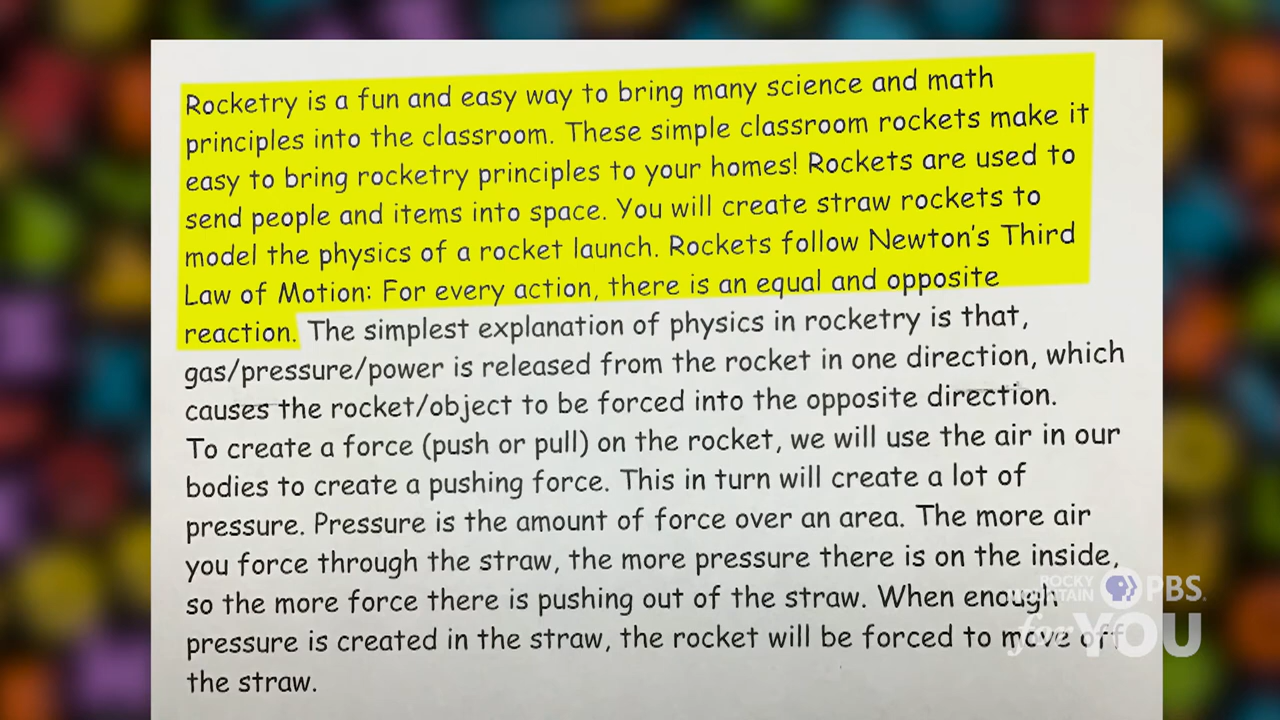 Rocketry is a fun and easy way to bring many science and math
principles into the classroom. These simple classroom rockets make it
easy to bring rocketry principles to your homes! Rockets are used to
send people and items into space. You will create straw rockets to
model the physics of a rocket launch. Rockets follow Newton's Third
Law of Motion: For every action, there is an equal and opposite
reaction. The simplest explanation of physics in rocketry is that,
gas/pressure/power is released from the rocket in one direction, which
causes the rocket/object to be forced into the opposite direction.
To create a force (push or pull) on the rocket, we will use the air in our
bodies to create a pushing force. This in turn will create a lot of
pressure. Pressure is the amount of force over an area. The more air
you force through the straw, the more pressure there is on the inside,
so the more force there is pushing out of the straw. When enough
pressure is created in the straw, the rocket will be forced to move off
the straw.
ROCKY
MOUNTAIN PBS
for YOU